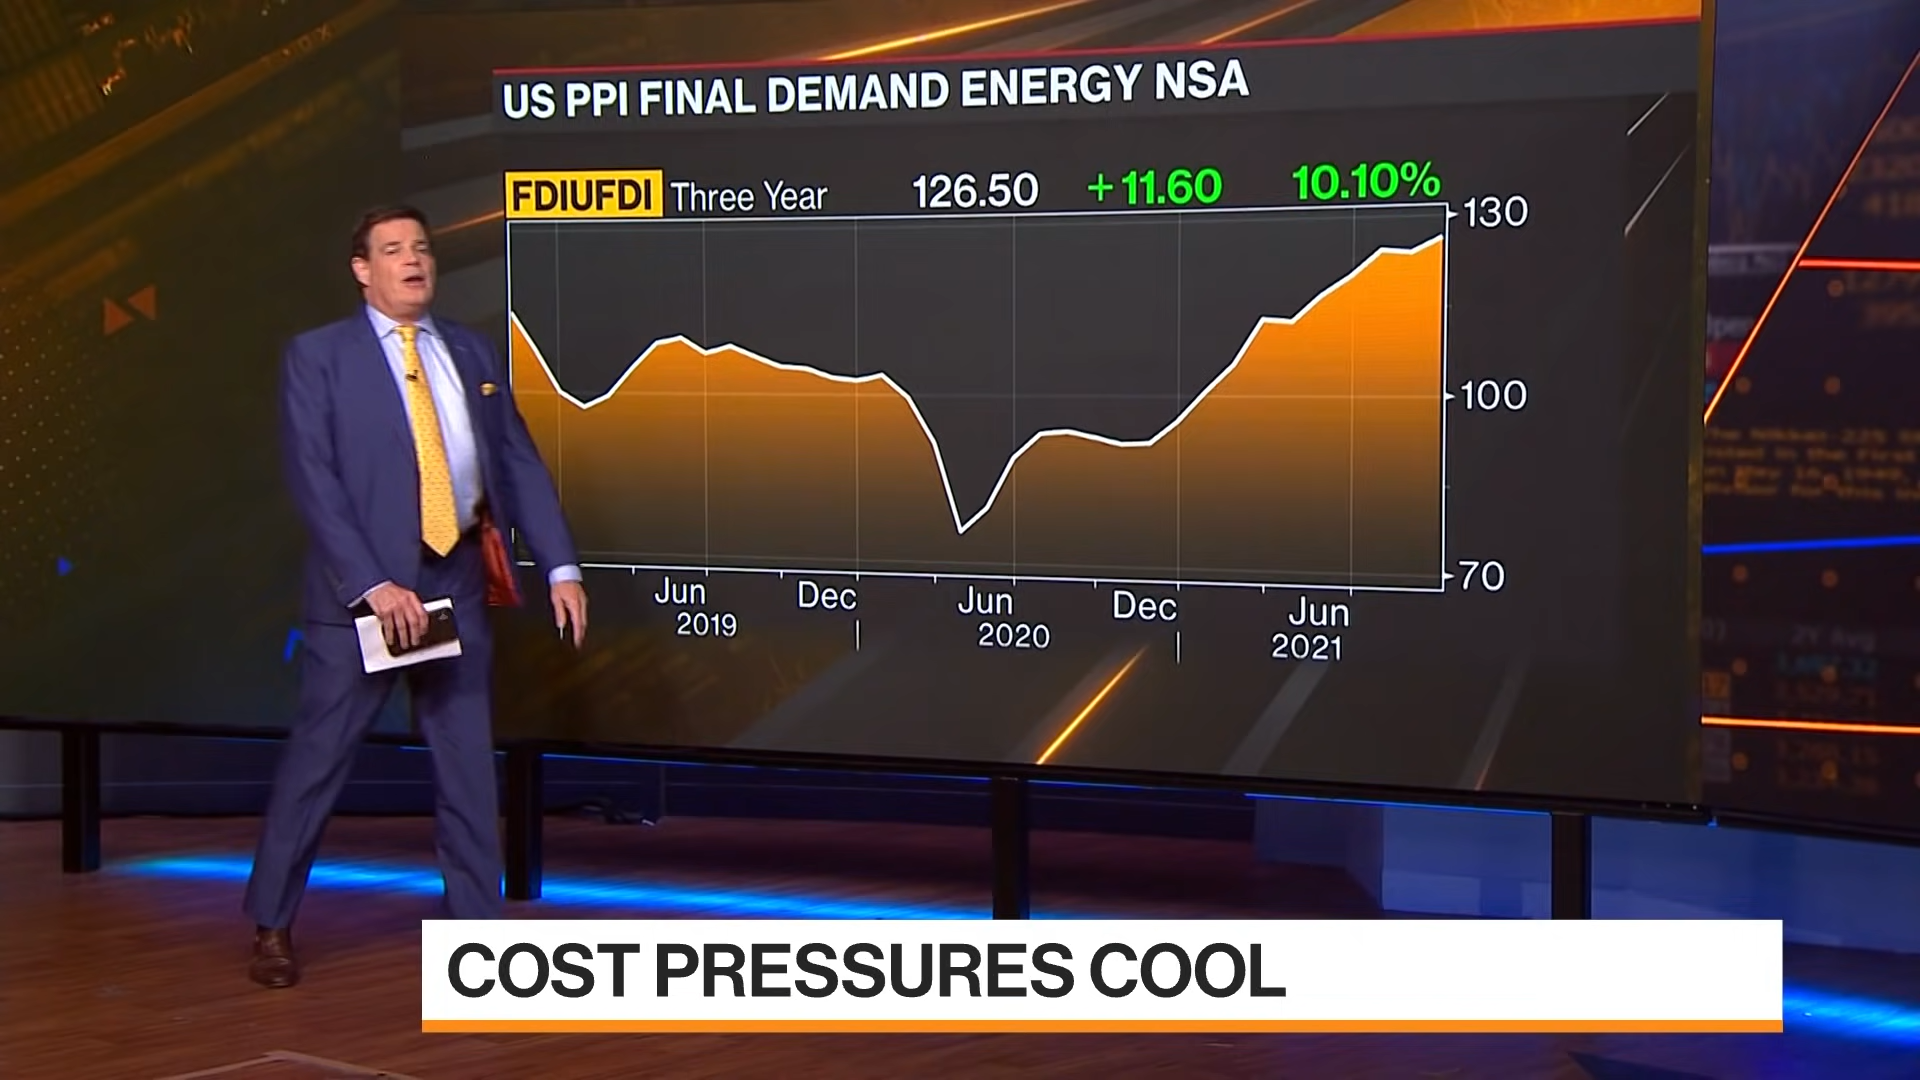 US PPI FINAL DEMAND ENERGY NSA
FDIUFDI Three Year 126.50 +11.60 10.10%
130
100
70
Jun Dec Jun Dec Jun
2019 2020 2021
COST PRESSURES COOL